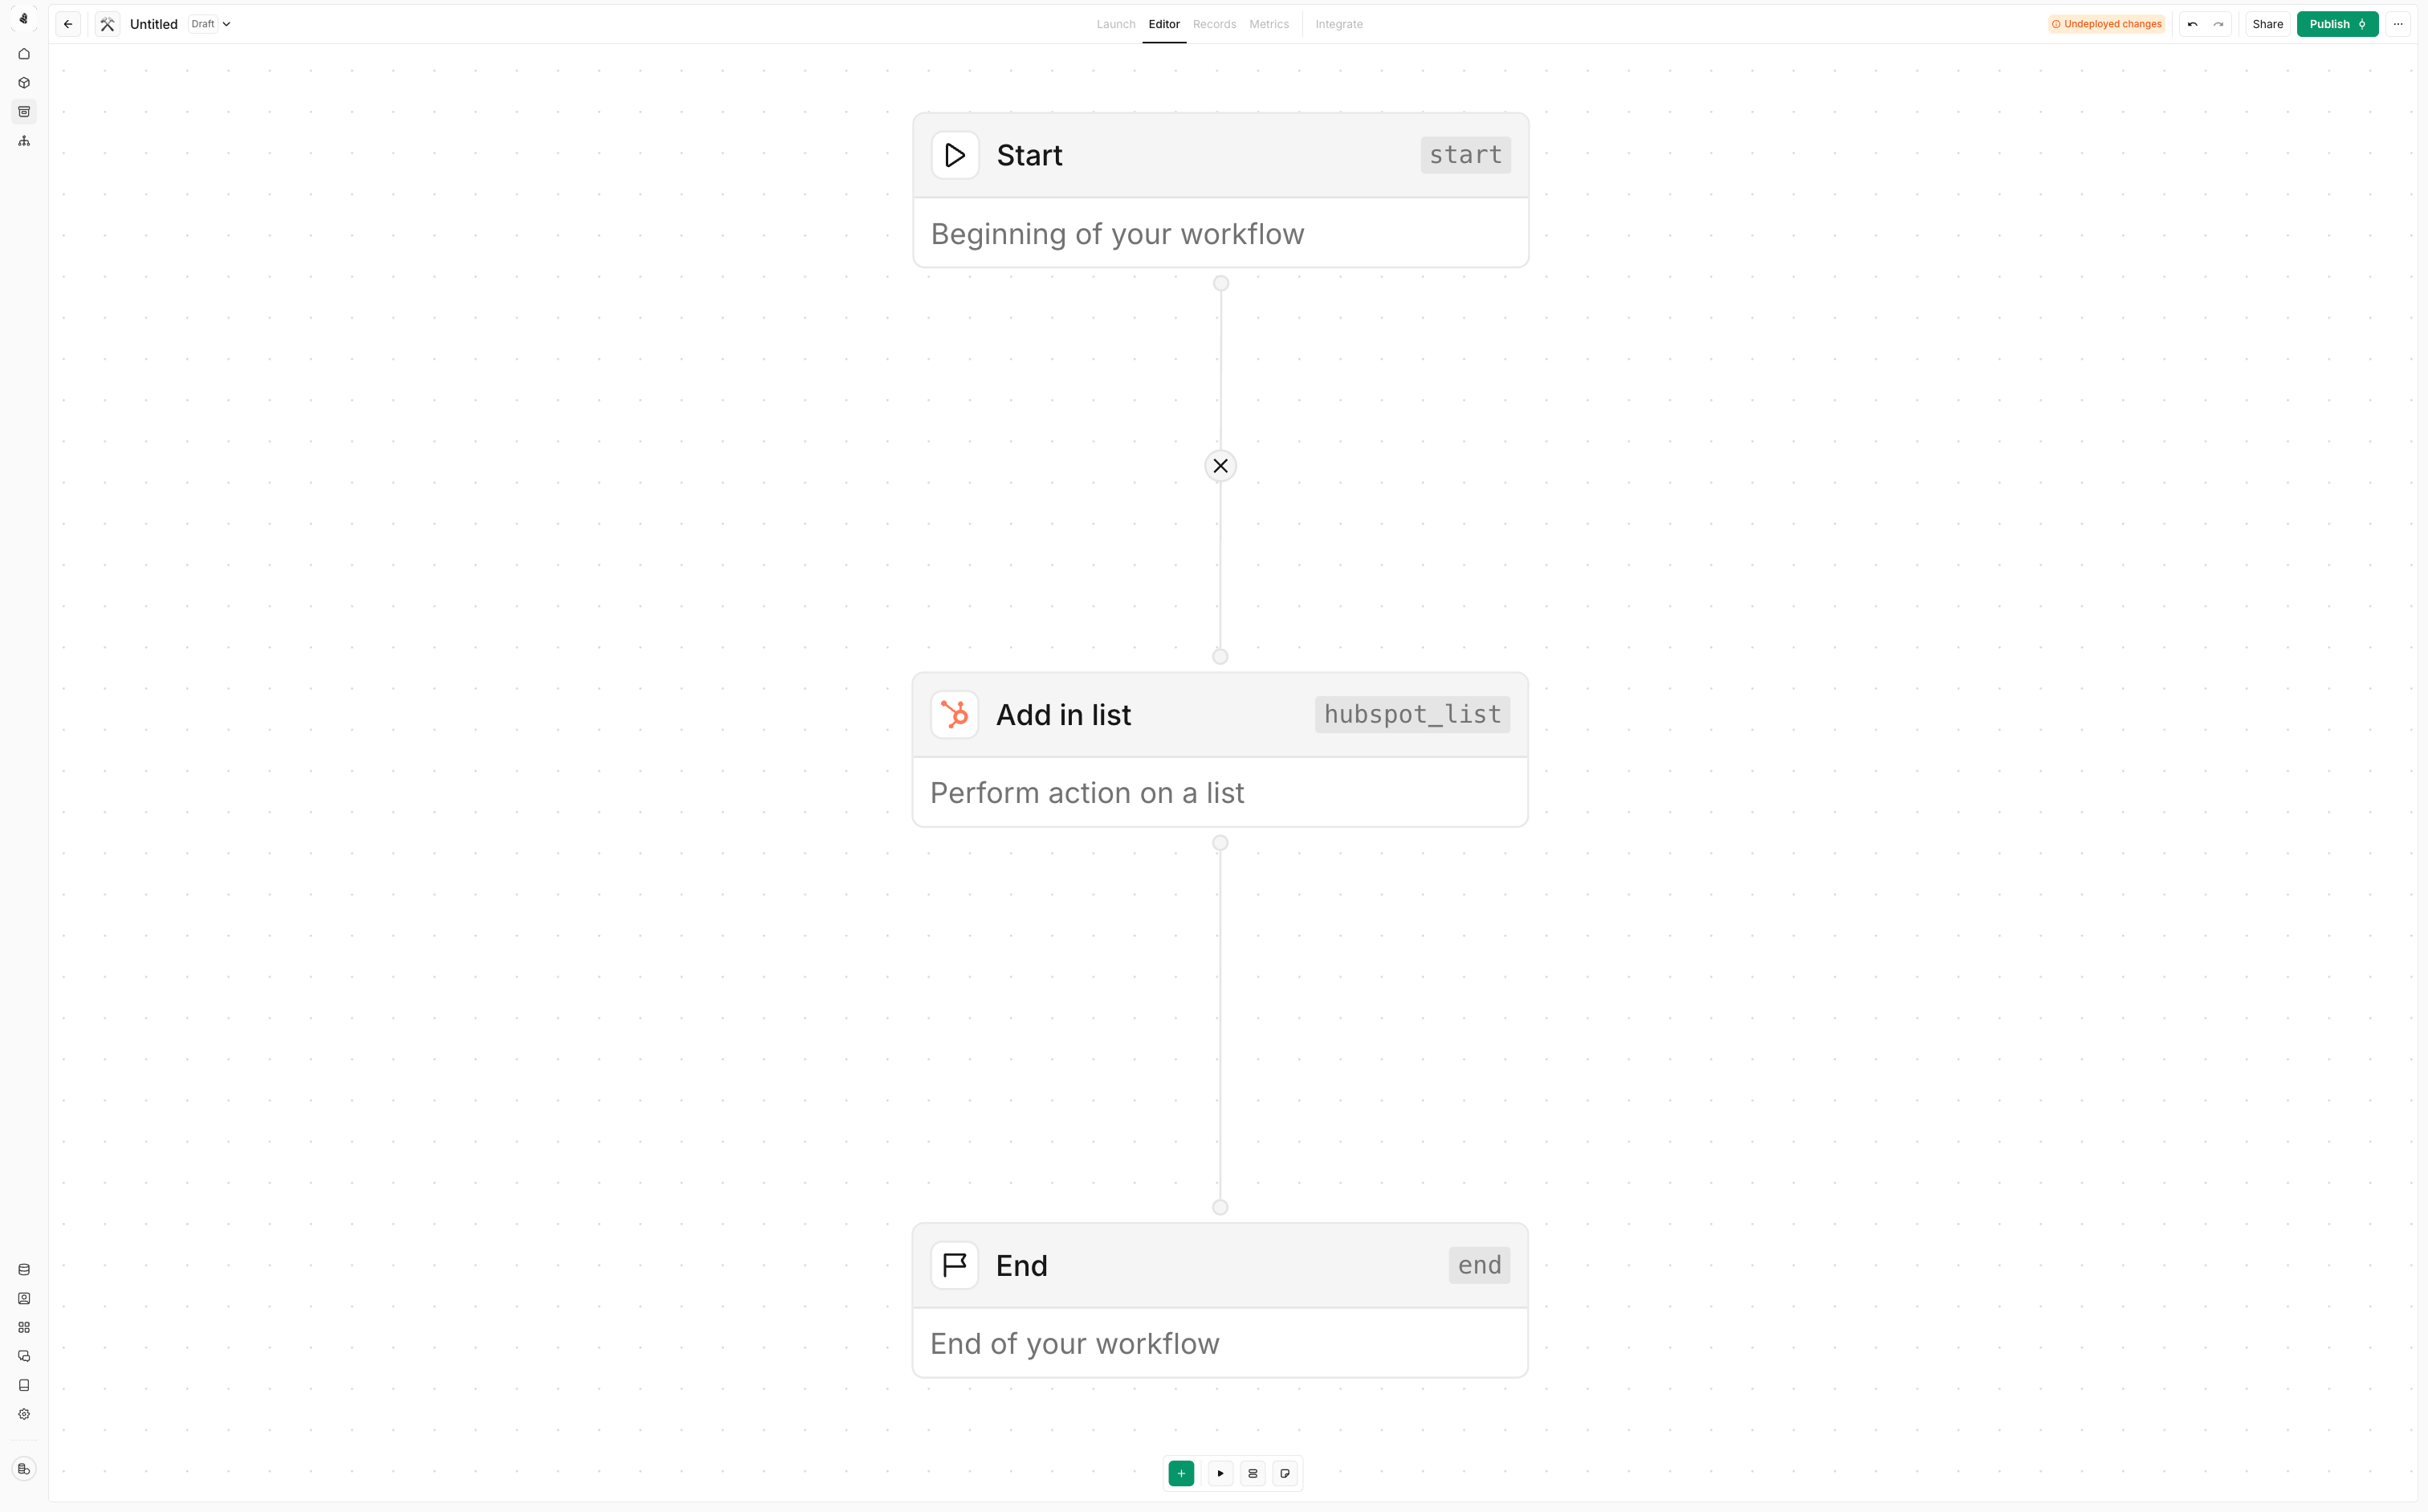 Untitled Draft
Launch Editor Records Metrics Integrate
Undeployed changes Share Publish
Start start
Beginning of your workflow
Add in list hubspot_list
Perform action on a list
End end
End of your workflow